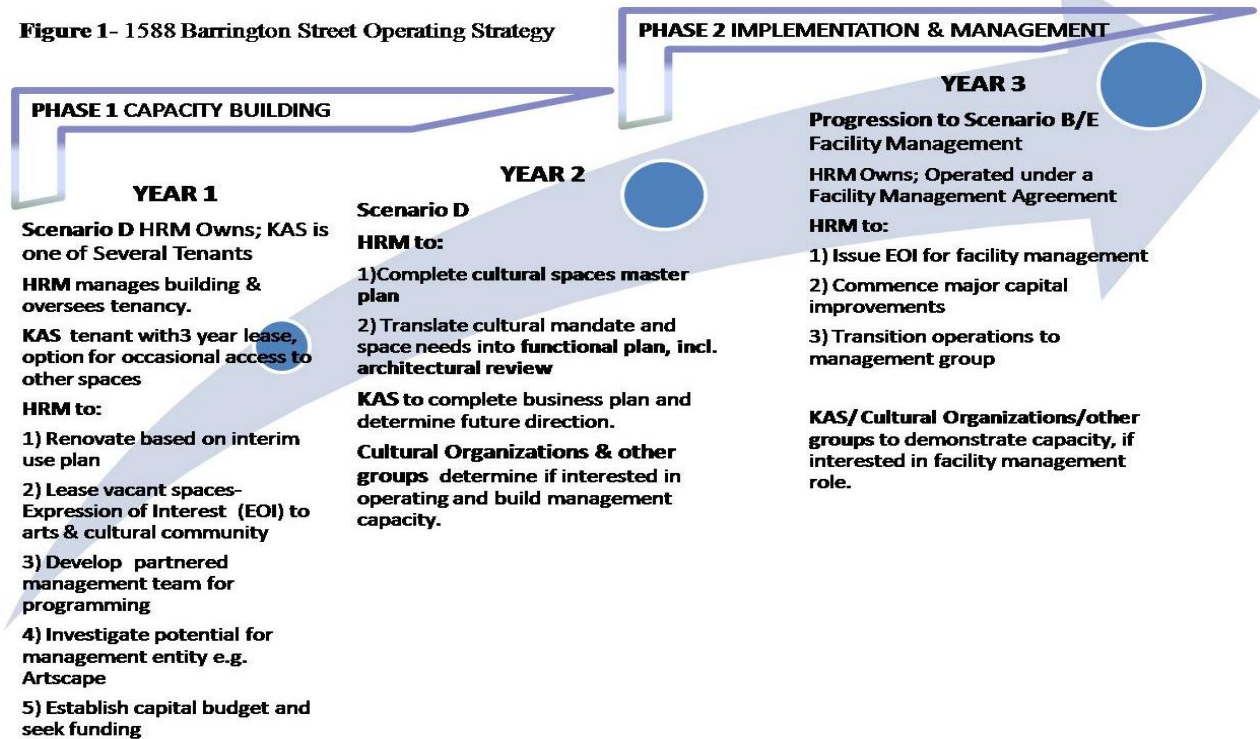 Figure 1- 1588 Barrington Street Operating Strategy
PHASE 1 CAPACITY BUILDING
YEAR 1
Scenario D HRM Owns; KAS is
one of Several Tenants
HRM manages building &
oversees tenancy.
KAS tenant with3 year lease,
option for occasional access to
other spaces
HRM to:
1) Renovate based on interim
use plan
2) Lease vacant spaces-
Expression of Interest (EOI) to
arts & cultural community
3) Develop partnered
management team for
programming
4) Investigate potential for
management entity e.g.
Artscape
5) Establish capital budget and
seek funding
YEAR 2
Scenario D
HRM to:
1)Complete cultural spaces master
plan
2) Translate cultural mandate and
space needs into functional plan, incl.
architectural review
KAS to complete business plan and
determine future direction.
Cultural Organizations & other
groups determine if interested in
operating and build management
capacity.
PHASE 2 IMPLEMENTATION & MANAGEMENT
YEAR 3
Progression to Scenario B/E
Facility Management
HRM Owns; Operated under a
Facility Management Agreement
HRM to:
1) Issue EOI for facility management
2) Commence major capital
improvements
3) Transition operations to
management group
KAS/ Cultural Organizations/other
groups to demonstrate capacity, if
interested in facility management
role.